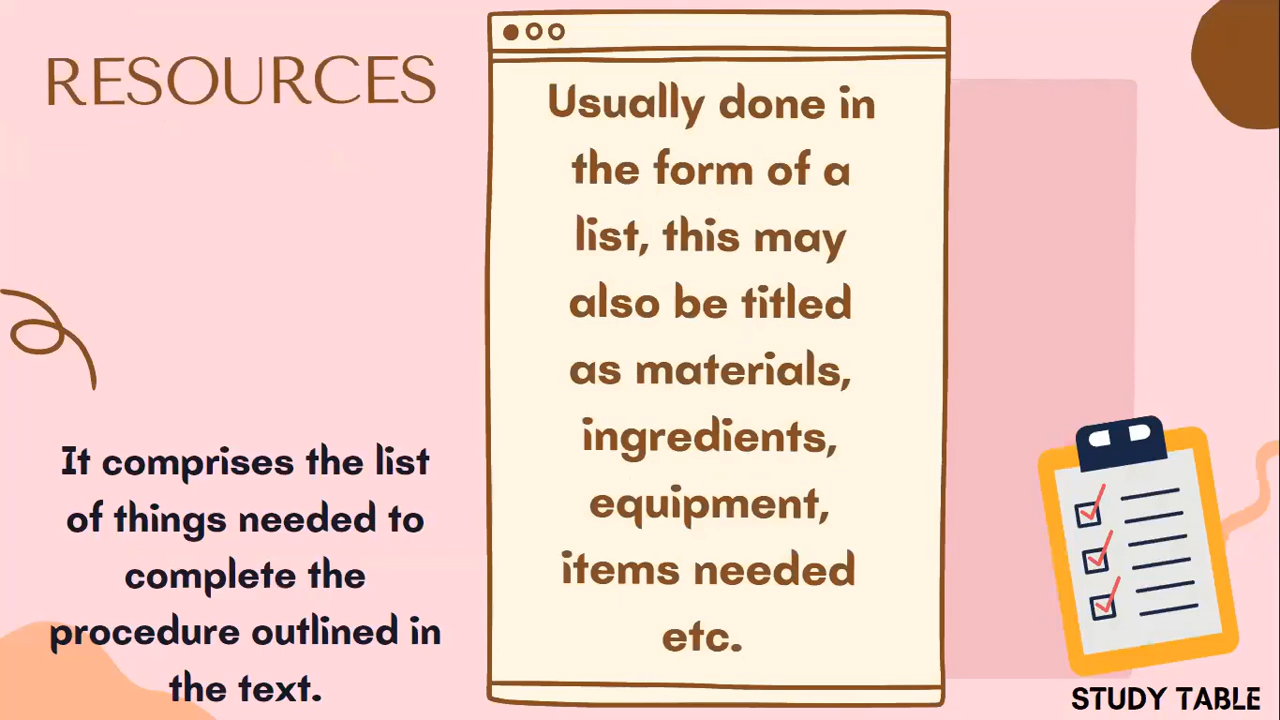 RESOURCES
It comprises the list
of things needed to
complete the
procedure outlined in
the text.
Usually done in
the form of a
list, this may
also be titled
as materials,
ingredients,
equipment,
items needed
etc.
STUDY TABLE